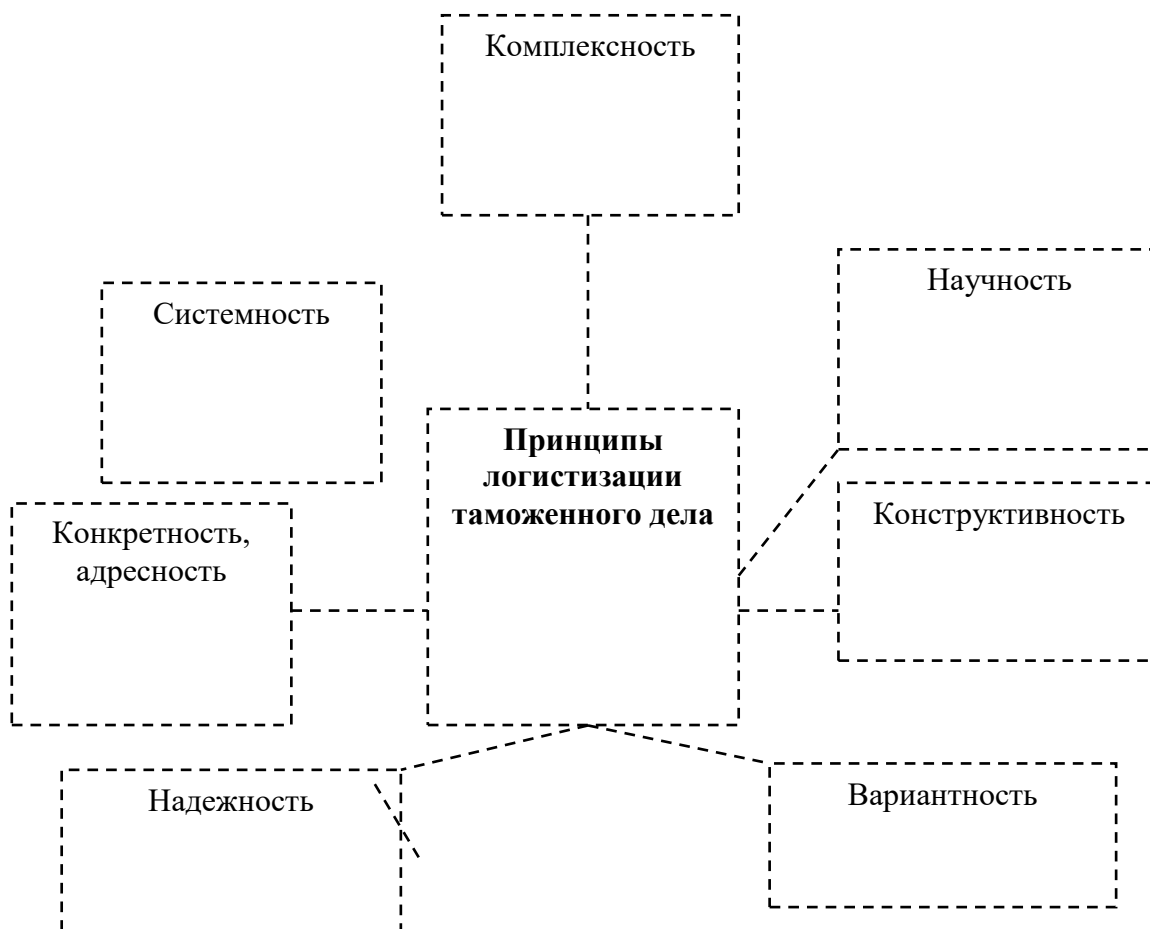 Комплексность
Научность
Системность
Принципы
логистизации
таможенного дела
Конкретность,
адресность
Конструктивность
Надежность
Вариантность